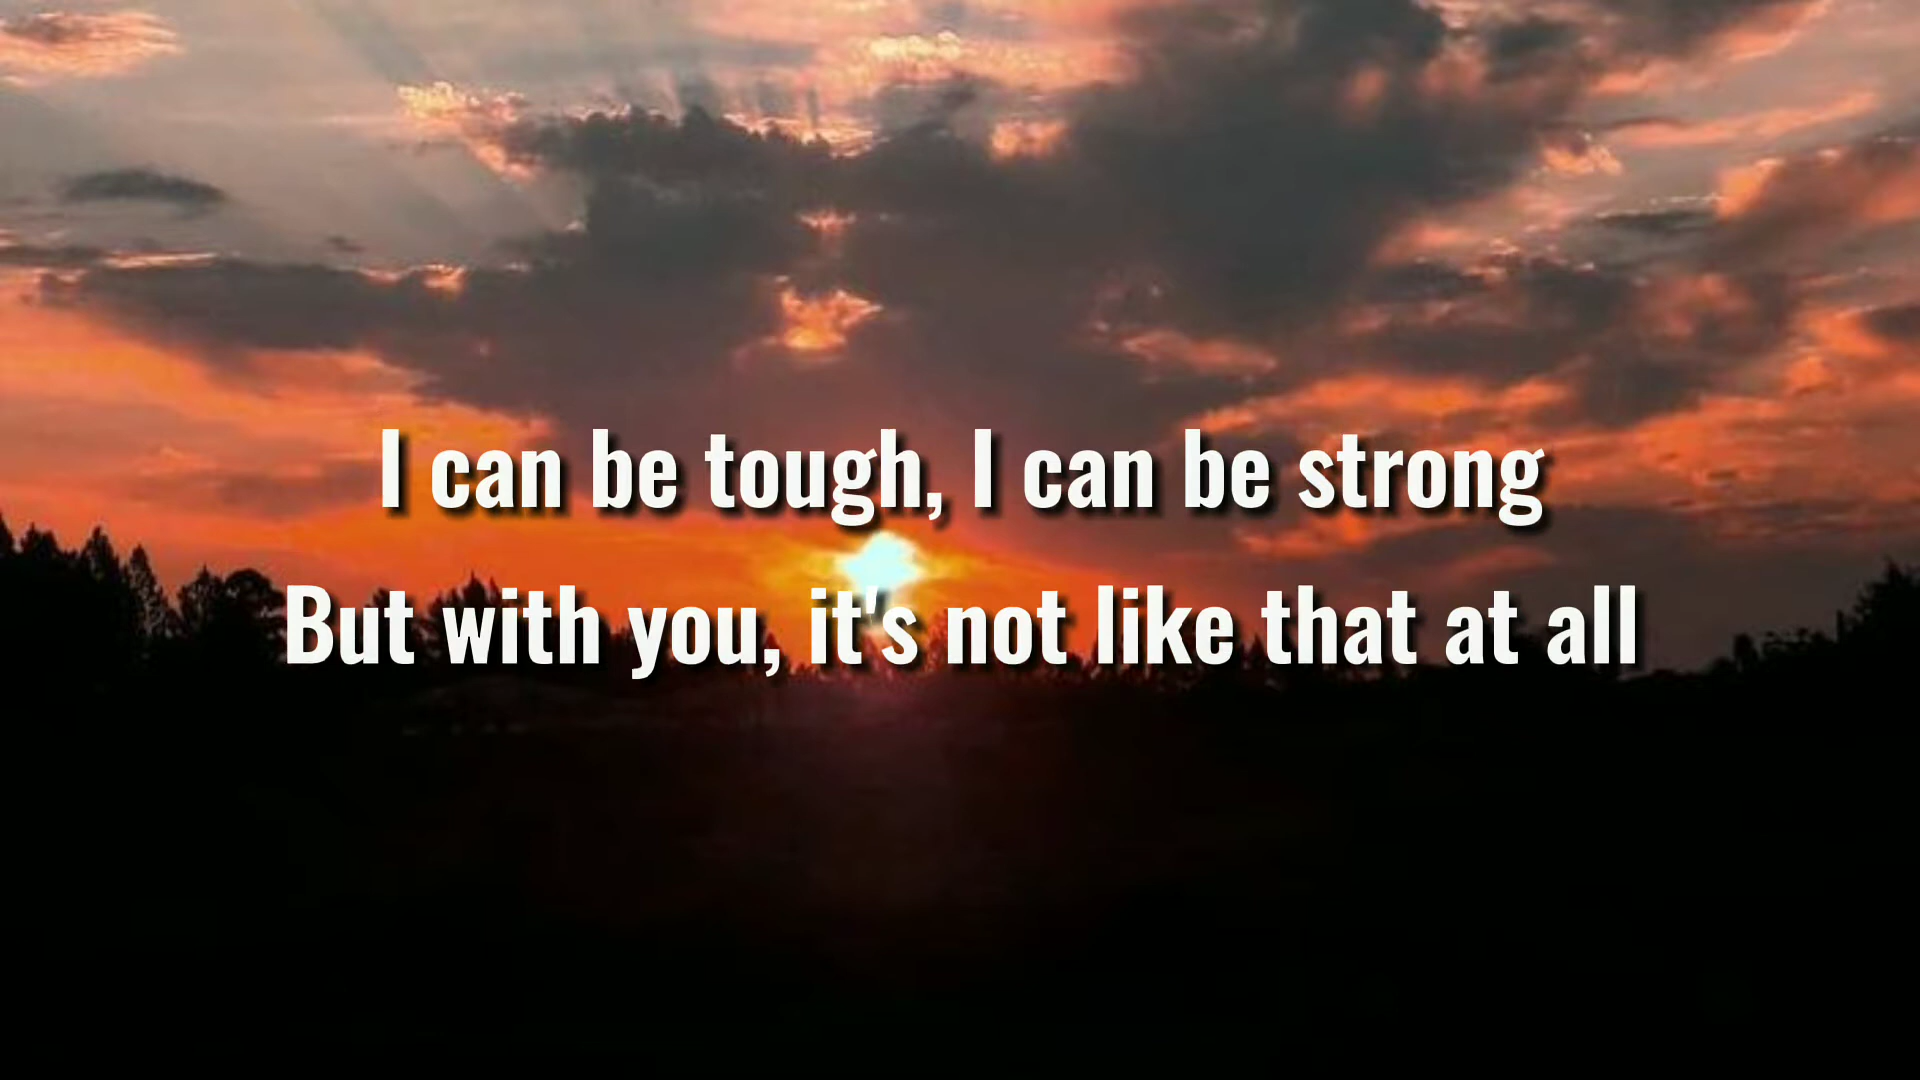 I can be tough, I can be strong
But with you, it's not like that at all